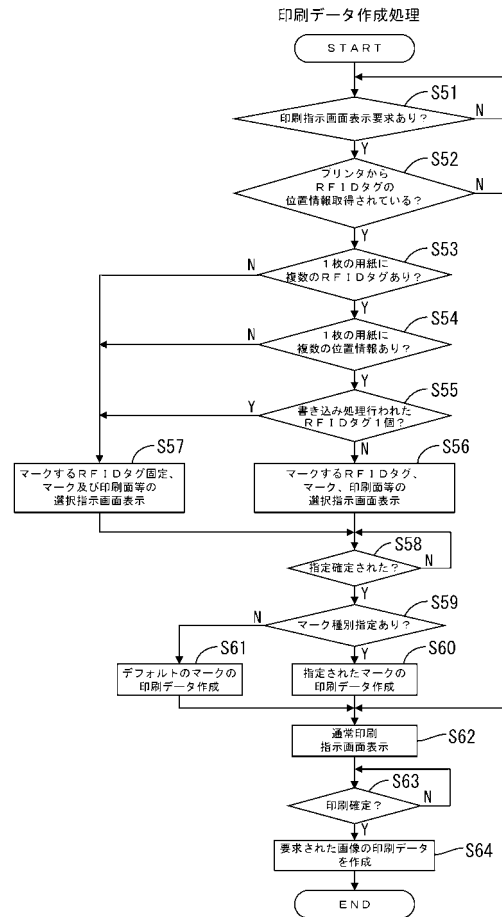 印刷データ作成処理
START
S51
印刷指示画面表示要求あり？
N
Y
S52
プリンタから
RFIDタグの
位置情報取得されている？
N
Y
S53
N
1枚の用紙に
複数のRFIDタグあり？
Y
S54
N
1枚の用紙に
複数の位置情報あり？
Y
S55
Y
書き込み処理行われた
RFIDタグ1個？
N
S57
S56
マークするRFIDタグ固定、
マーク及び印刷面等の
選択指示画面表示
マークするRFIDタグ、
マーク、印刷面等の
選択指示画面表示
S58
指定確定された？
N
Y
S59
N
マーク種別指定あり？
Y
S61
S60
デフォルトのマークの
印刷データ作成
指定されたマークの
印刷データ作成
通常印刷
指示画面表示
S62
S63
印刷確定？
N
Y
要求された画像の印刷データ
を作成
S64
END